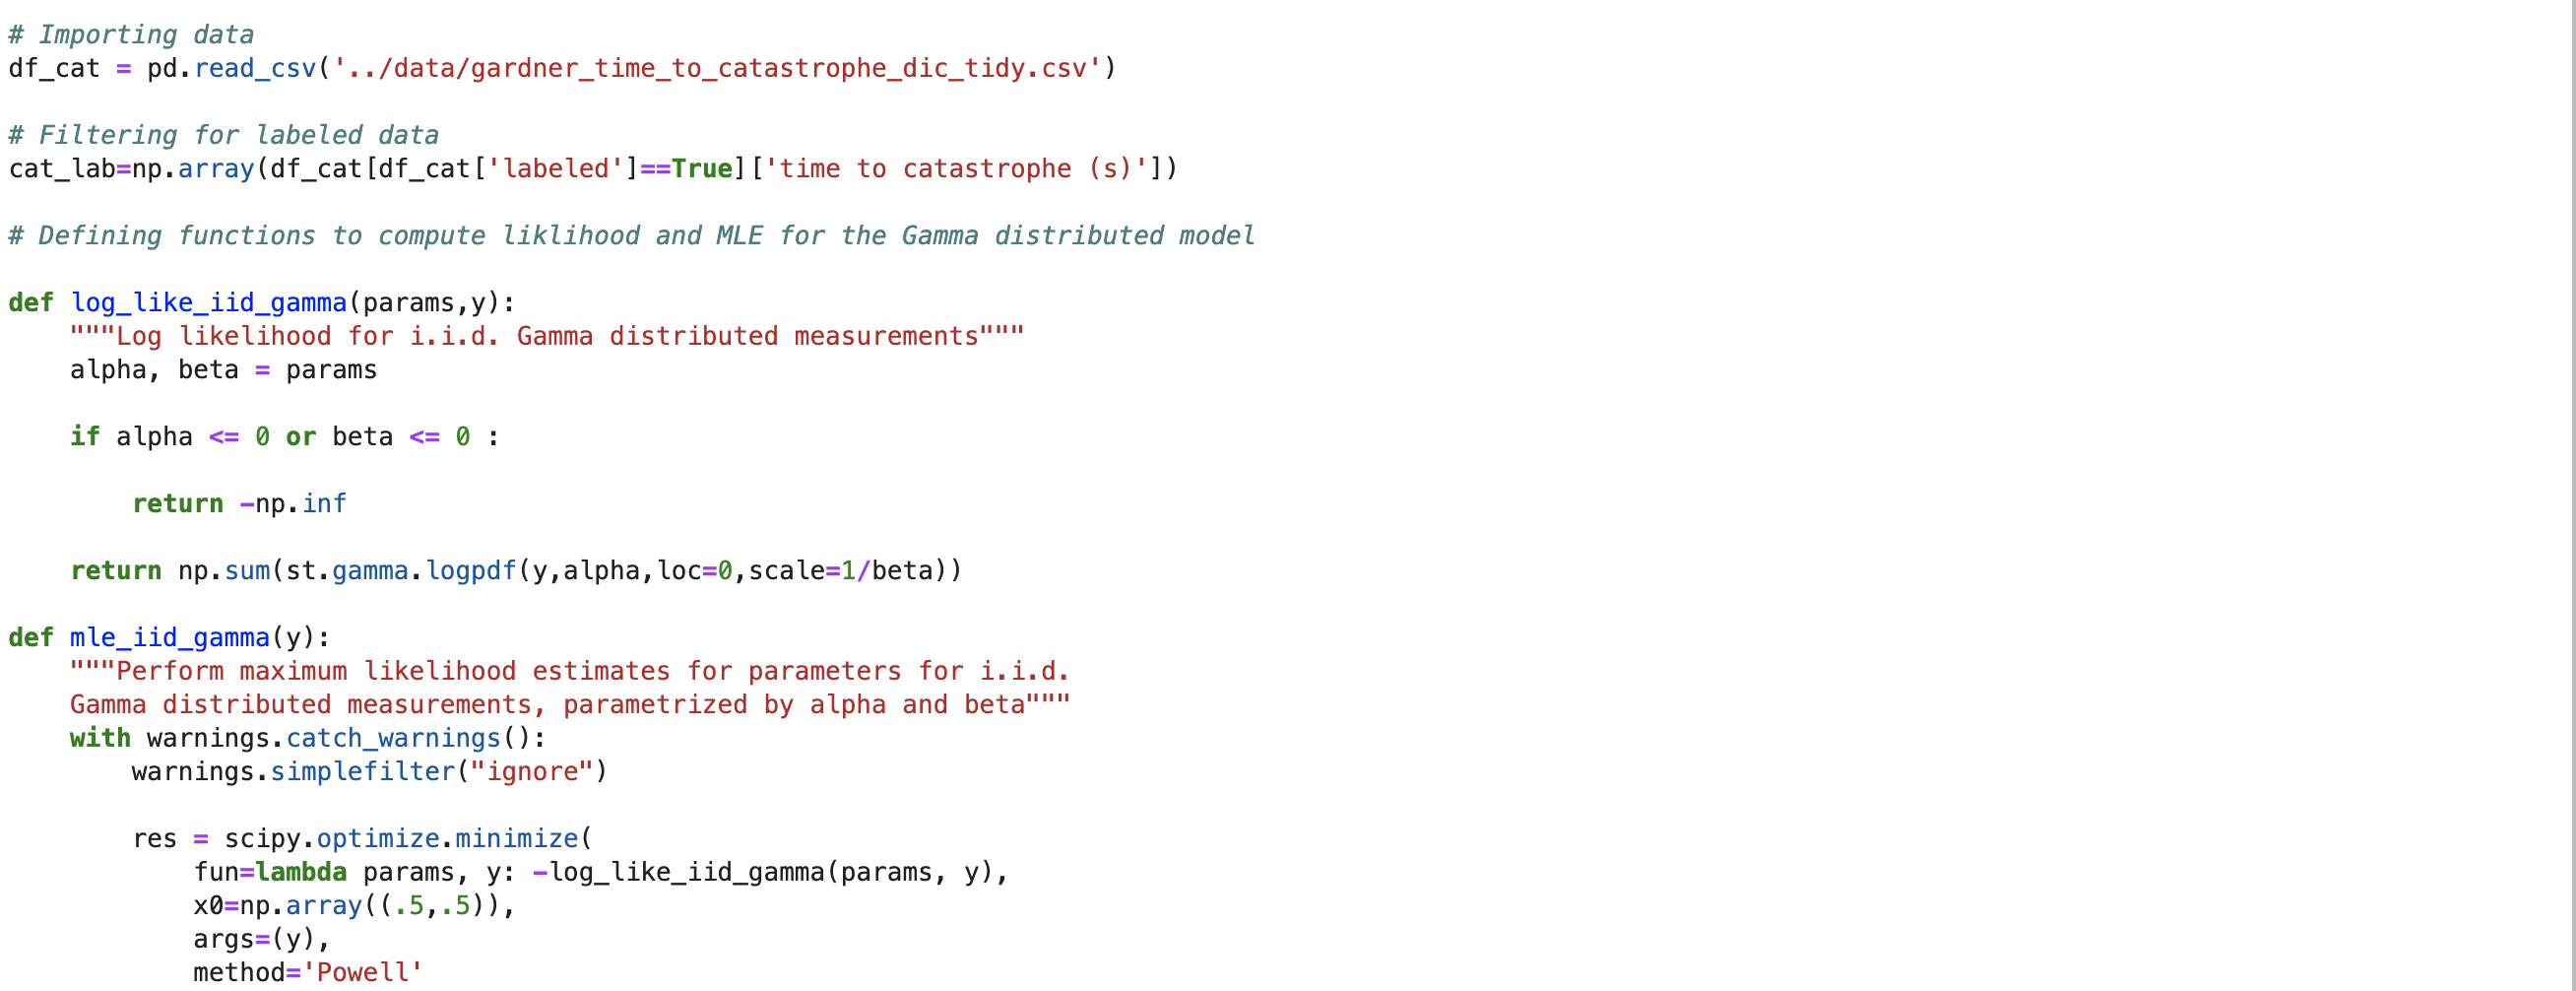 # Importing data
df_cat = pd.read_csv('../data/gardner_time_to_catastrophe_dic_tidy.csv')
# Filtering for labeled data
cat_lab=np.array(df_cat[df_cat['labeled']==True]['time to catastrophe (s)'])
# Defining functions to compute liklihood and MLE for the Gamma distributed model
def log_like_iid_gamma(params,y):
    """Log likelihood for i.i.d. Gamma distributed measurements"""
    alpha, beta = params
    if alpha <= 0 or beta <= 0 :
        return -np.inf
    return np.sum(st.gamma.logpdf(y,alpha,loc=0,scale=1/beta))
def mle_iid_gamma(y):
    """Perform maximum likelihood estimates for parameters for i.i.d.
    Gamma distributed measurements, parametrized by alpha and beta"""
    with warnings.catch_warnings():
        warnings.simplefilter("ignore")
        res = scipy.optimize.minimize(
            fun=lambda params, y: -log_like_iid_gamma(params, y),
            x0=np.array((.5,.5)),
            args=(y),
            method='Powell'